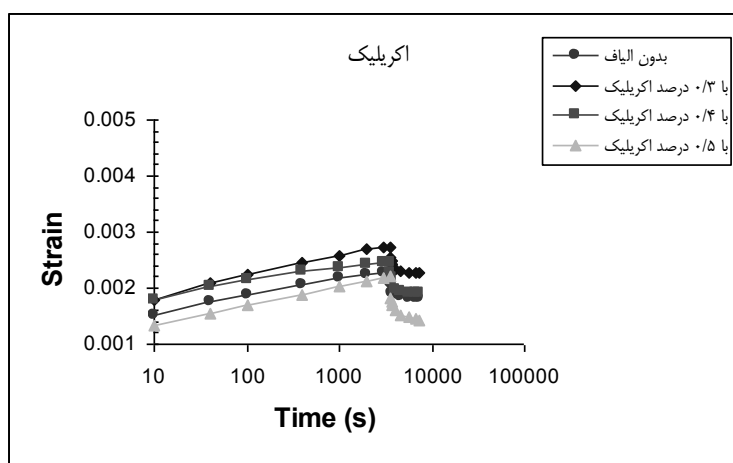 اکریلیک
بدون الیاف
با ۰/۳ درصد اکریلیک
با ۰/۴ درصد اکریلیک
با ۰/۵ درصد اکریلیک
0.005
0.004
0.003
0.002
0.001
Strain
10 100 1000 10000 100000
Time (s)